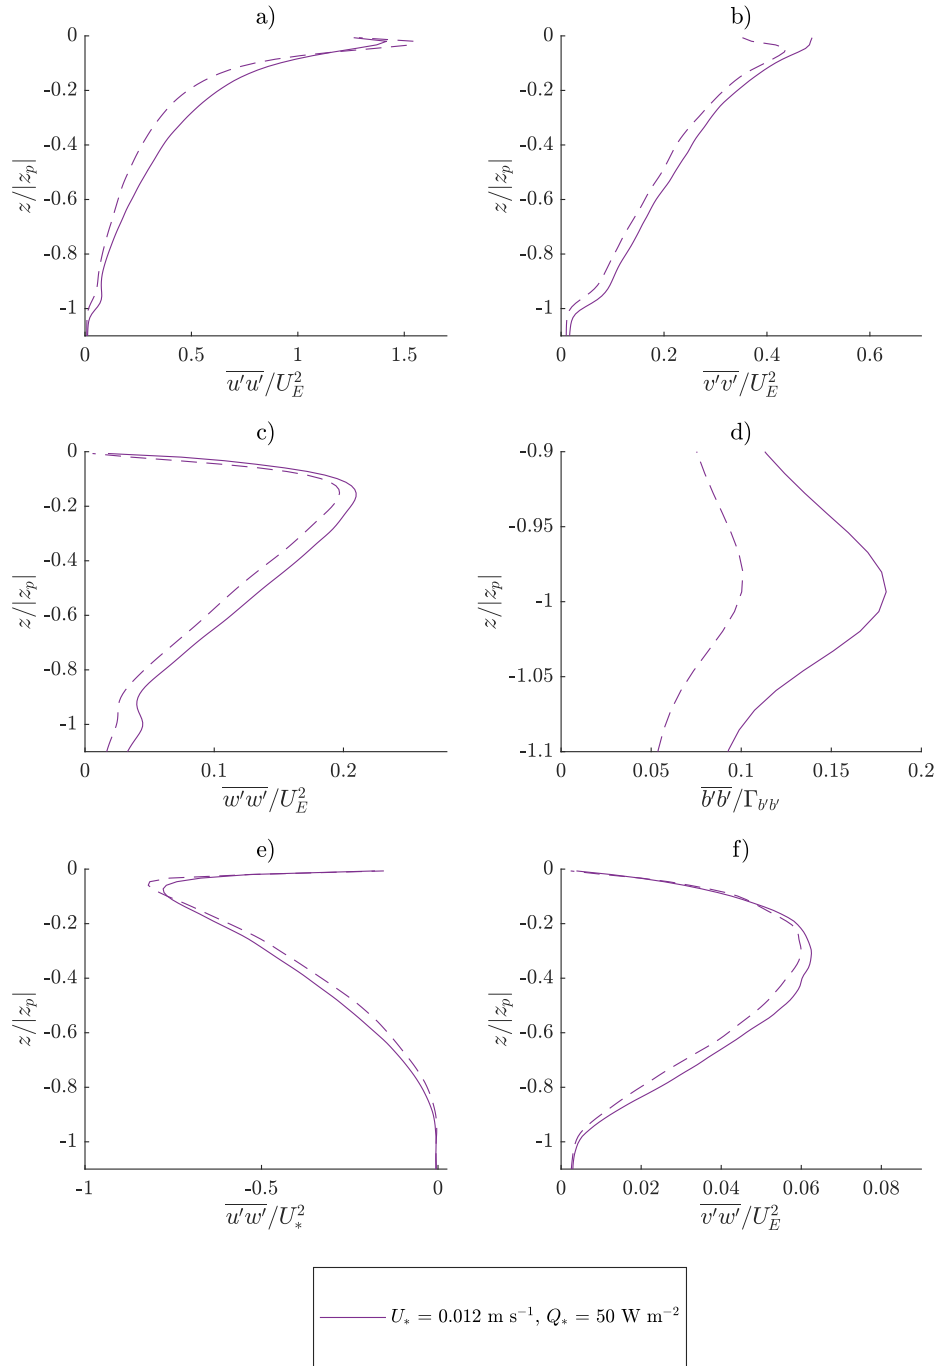 a)
0
-0.2
-0.4
-0.6
-0.8
-1
z/|z_p|
0 0.5 1 1.5
u′u′/U_E^2
b)
0
-0.2
-0.4
-0.6
-0.8
-1
z/|z_p|
0 0.2 0.4 0.6
v′v′/U_E^2
c)
0
-0.2
-0.4
-0.6
-0.8
-1
z/|z_p|
0 0.1 0.2
w′w′/U_E^2
d)
-0.9
-0.95
-1
-1.05
-1.1
z/|z_p|
0 0.05 0.1 0.15 0.2
b′b′/Γ_{b′b′}
e)
0
-0.2
-0.4
-0.6
-0.8
-1
z/|z_p|
-1 -0.5 0
u′w′/U_*^2
f)
0
-0.2
-0.4
-0.6
-0.8
-1
z/|z_p|
0 0.02 0.04 0.06 0.08
v′w′/U_E^2
U_* = 0.012 m s^{−1}, Q_* = 50 W m^{−2}